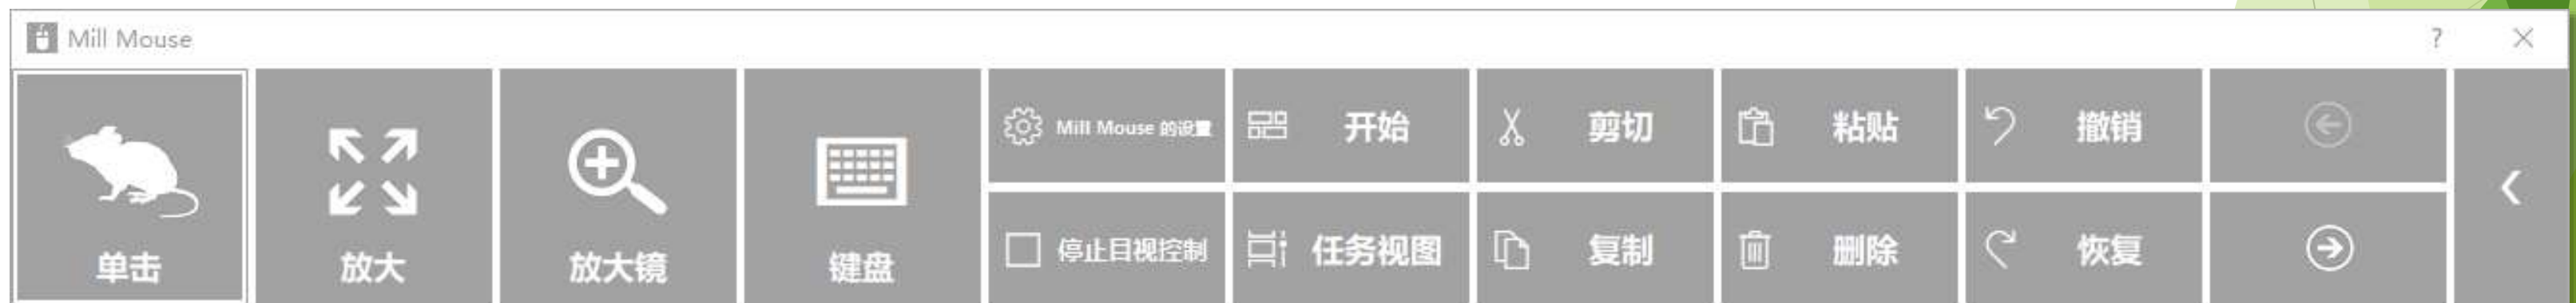 Mill Mouse
?
单击
放大
放大镜
键盘
Mill Mouse 的设置
开始
剪切
粘贴
撤销
停止目视控制
任务视图
复制
删除
恢复